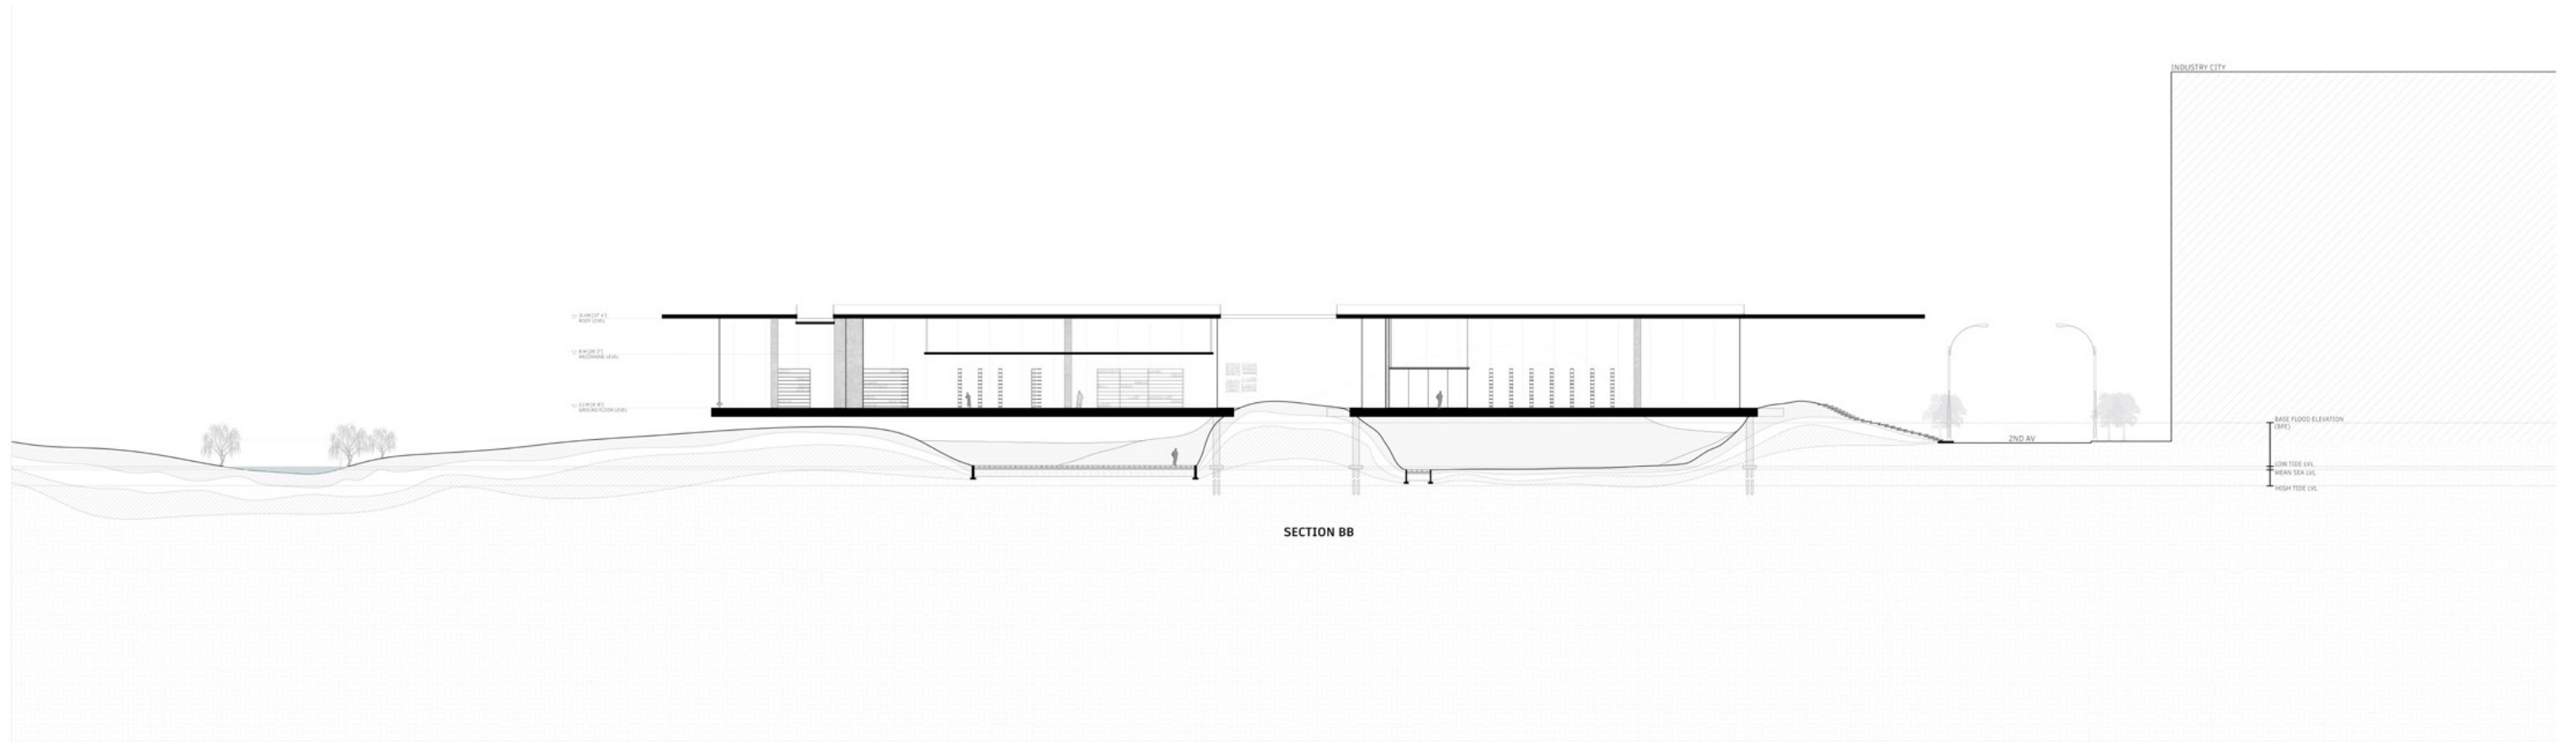 INDUSTRY CITY
ROOF LEVEL
MEZZANINE LEVEL
GROUND FLOOR LEVEL
BASE FLOOD ELEVATION
(BFE)
2ND AV
LOW TIDE LVL
MEAN SEA LVL
HIGH TIDE LVL
SECTION BB